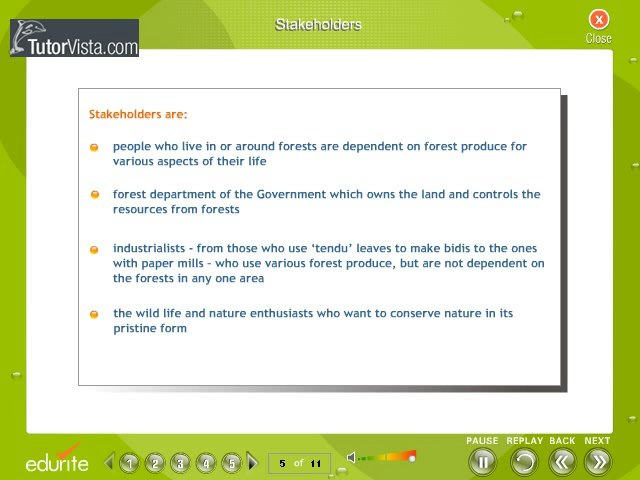 Stakeholders
X
Close
TutorVista.com
Stakeholders are:
people who live in or around forests are dependent on forest produce for
various aspects of their life
forest department of the Government which owns the land and controls the
resources from forests
industrialists - from those who use ‘tendu’ leaves to make bidis to the ones
with paper mills – who use various forest produce, but are not dependent on
the forests in any one area
the wild life and nature enthusiasts who want to conserve nature in its
pristine form
PAUSE REPLAY BACK NEXT
edurite
1 2 3 4 5
5 of 11